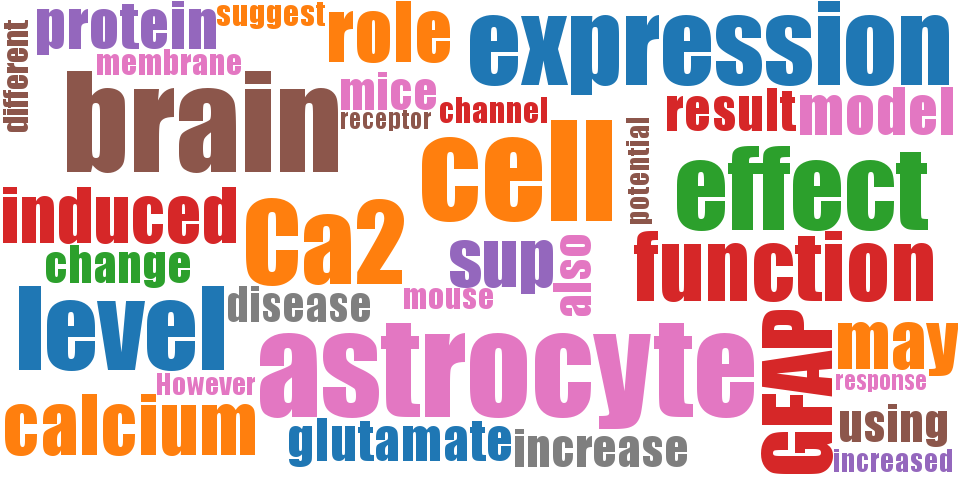 different
protein
suggest
role
expression
membrane
brain
mice
receptor
channel
result
model
cell
potential
effect
induced
Ca2
change
sup
also
function
level
disease
mouse
astrocyte
GFAP
may
However
response
calcium
glutamate
increase
using
increased